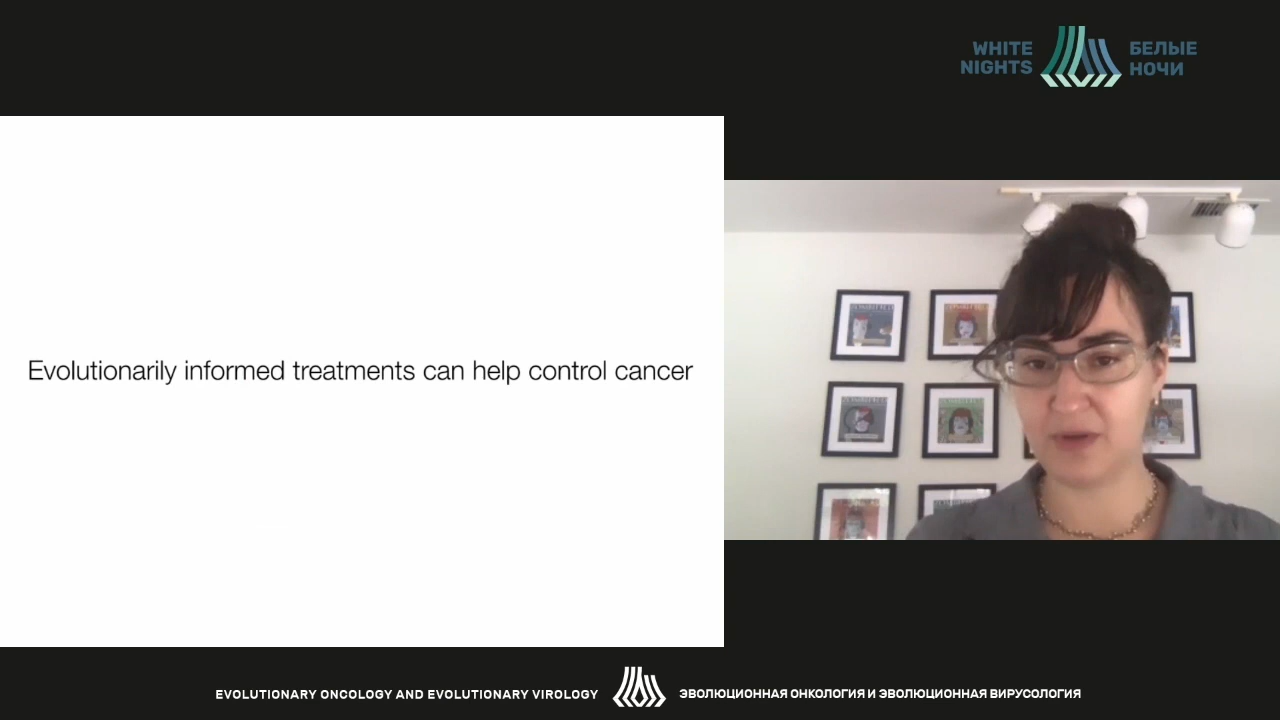 WHITE
NIGHTS
БЕЛЫЕ
НОЧИ
Evolutionarily informed treatments can help control cancer
EVOLUTIONARY ONCOLOGY AND EVOLUTIONARY VIROLOGY
ЭВОЛЮЦИОННАЯ ОНКОЛОГИЯ И ЭВОЛЮЦИОННАЯ ВИРУСОЛОГИЯ